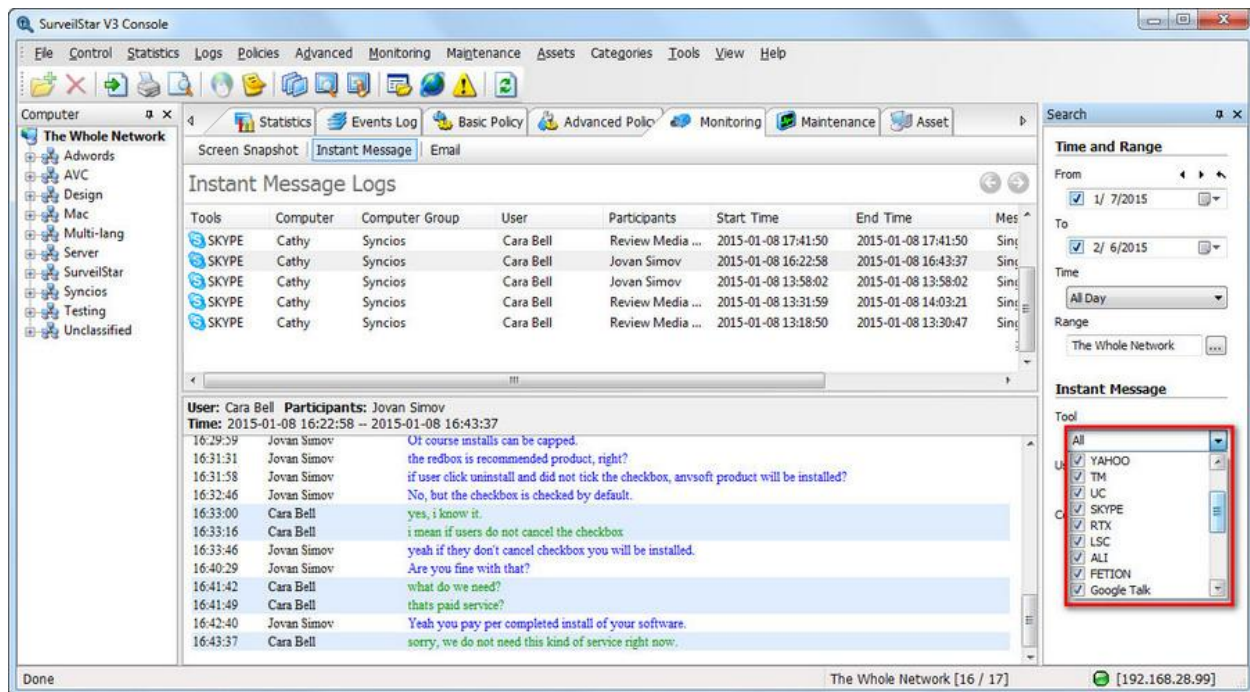 SurveilStar V3 Console
File Control Statistics Logs Policies Advanced Monitoring Maintenance Assets Categories Tools View Help
Computer
The Whole Network
Adwords
AVC
Design
Mac
Multi-lang
Server
SurveilStar
Syncios
Testing
Unclassified
Statistics Events Log Basic Policy Advanced Polic Monitoring Maintenance Asset
Screen Snapshot Instant Message Email
Instant Message Logs
Tools Computer Computer Group User Participants Start Time End Time Mes
SKYPE Cathy Syncios Cara Bell Review Media ... 2015-01-08 17:41:50 2015-01-08 17:41:50 Sing
SKYPE Cathy Syncios Cara Bell Jovan Simov 2015-01-08 16:22:58 2015-01-08 16:43:37 Sing
SKYPE Cathy Syncios Cara Bell Jovan Simov 2015-01-08 13:58:02 2015-01-08 13:58:02 Sing
SKYPE Cathy Syncios Cara Bell Review Media ... 2015-01-08 13:31:59 2015-01-08 14:03:21 Sing
SKYPE Cathy Syncios Cara Bell Review Media ... 2015-01-08 13:18:50 2015-01-08 13:30:47 Sing
User: Cara Bell Participants: Jovan Simov
Time: 2015-01-08 16:22:58 -- 2015-01-08 16:43:37
16:29:59 Jovan Simov Of course installs can be capped.
16:31:31 Jovan Simov the redbox is recommended product, right?
16:31:58 Jovan Simov if user click uninstall and did not tick the checkbox, anvsoft product will be installed?
16:32:46 Jovan Simov No, but the checkbox is checked by default.
16:33:00 Cara Bell yes, i know it.
16:33:16 Cara Bell i mean if users do not cancel the checkbox
16:33:46 Jovan Simov yeah if they don't cancel checkbox you will be installed.
16:40:29 Jovan Simov Are you fine with that?
16:41:42 Cara Bell what do we need?
16:41:49 Cara Bell thats paid service?
16:42:40 Jovan Simov Yeah you pay per completed install of your software.
16:43:37 Cara Bell sorry, we do not need this kind of service right now.
Search
Time and Range
From
1/ 7/2015
To
2/ 6/2015
Time
All Day
Range
The Whole Network ...
Instant Message
Tool
All
YAHOO
TM
UC
SKYPE
RTX
LSC
ALI
FETION
Google Talk
Done The Whole Network [16 / 17] [192.168.28.99]